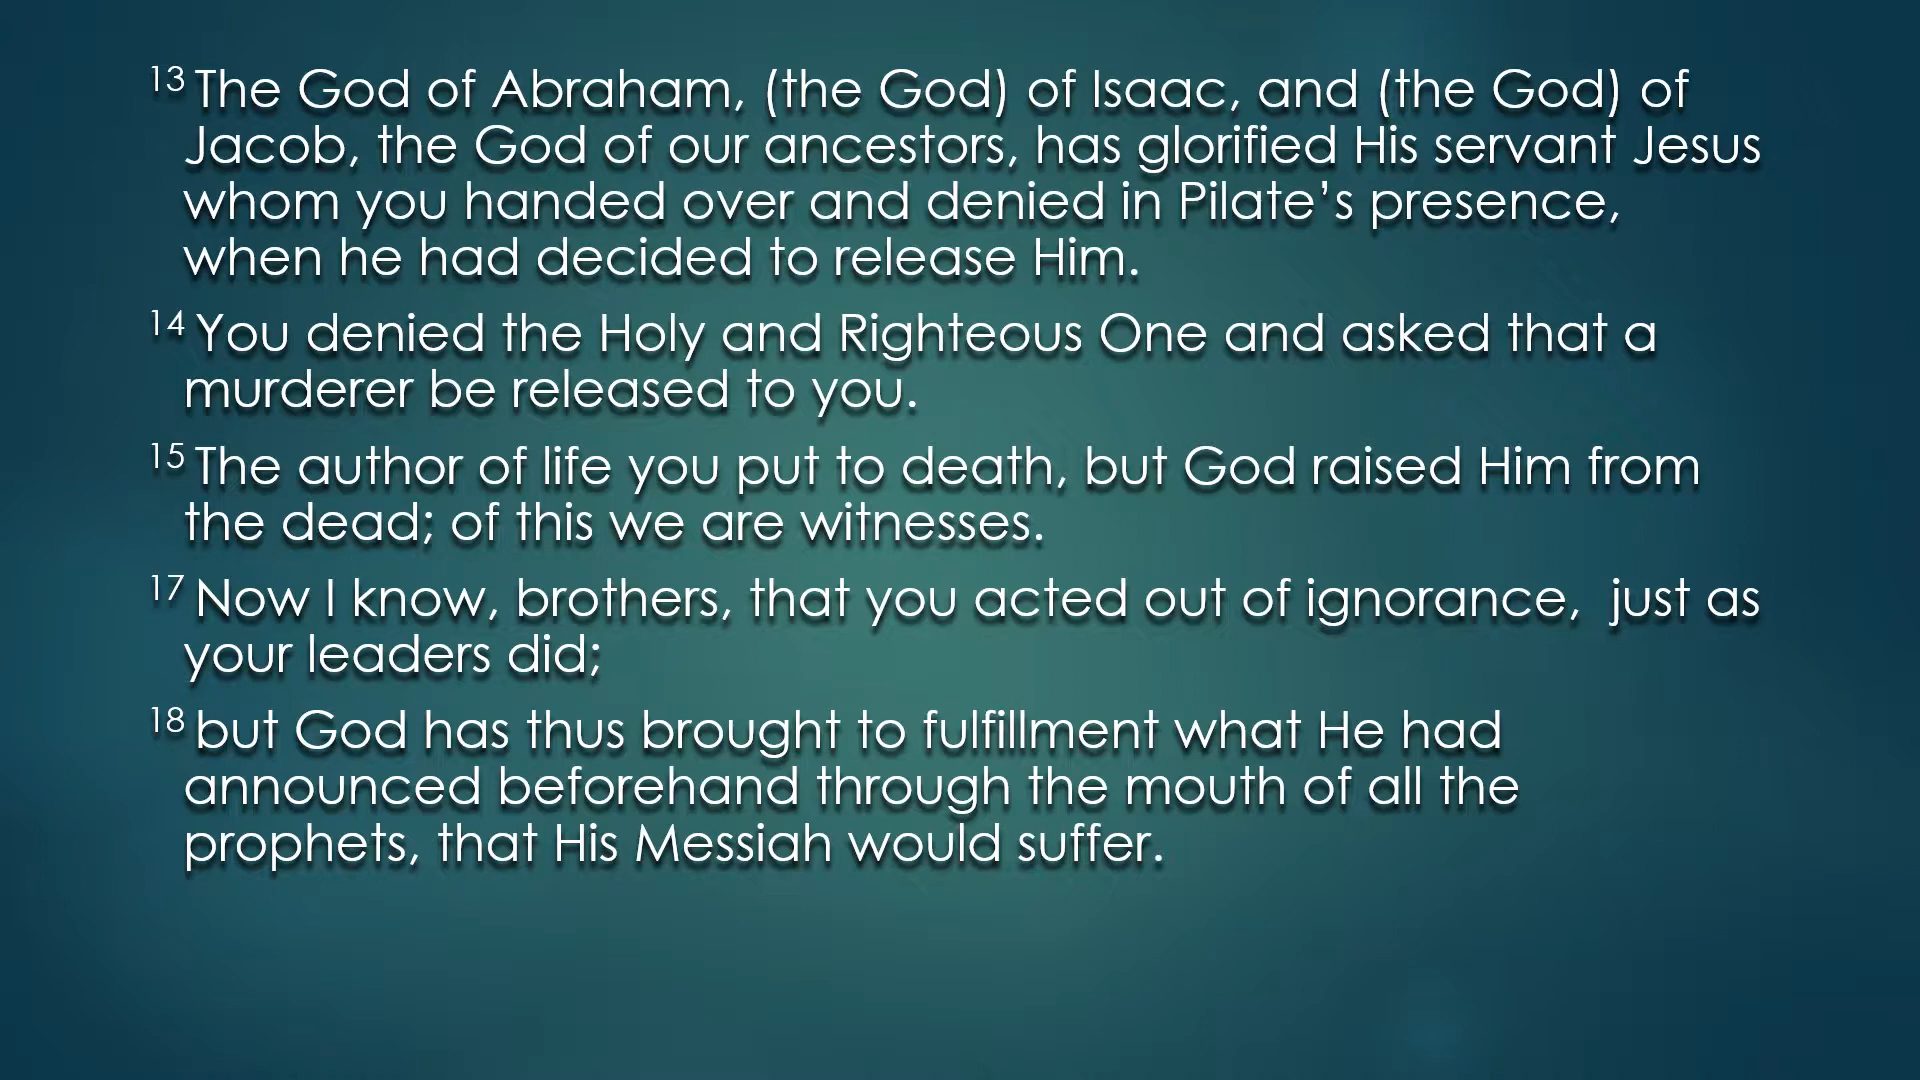 13 The God of Abraham, (the God) of Isaac, and (the God) of
Jacob, the God of our ancestors, has glorified His servant Jesus
whom you handed over and denied in Pilate’s presence,
when he had decided to release Him.
14 You denied the Holy and Righteous One and asked that a
murderer be released to you.
15 The author of life you put to death, but God raised Him from
the dead; of this we are witnesses.
17 Now I know, brothers, that you acted out of ignorance,  just as
your leaders did;
18 but God has thus brought to fulfillment what He had
announced beforehand through the mouth of all the
prophets, that His Messiah would suffer.